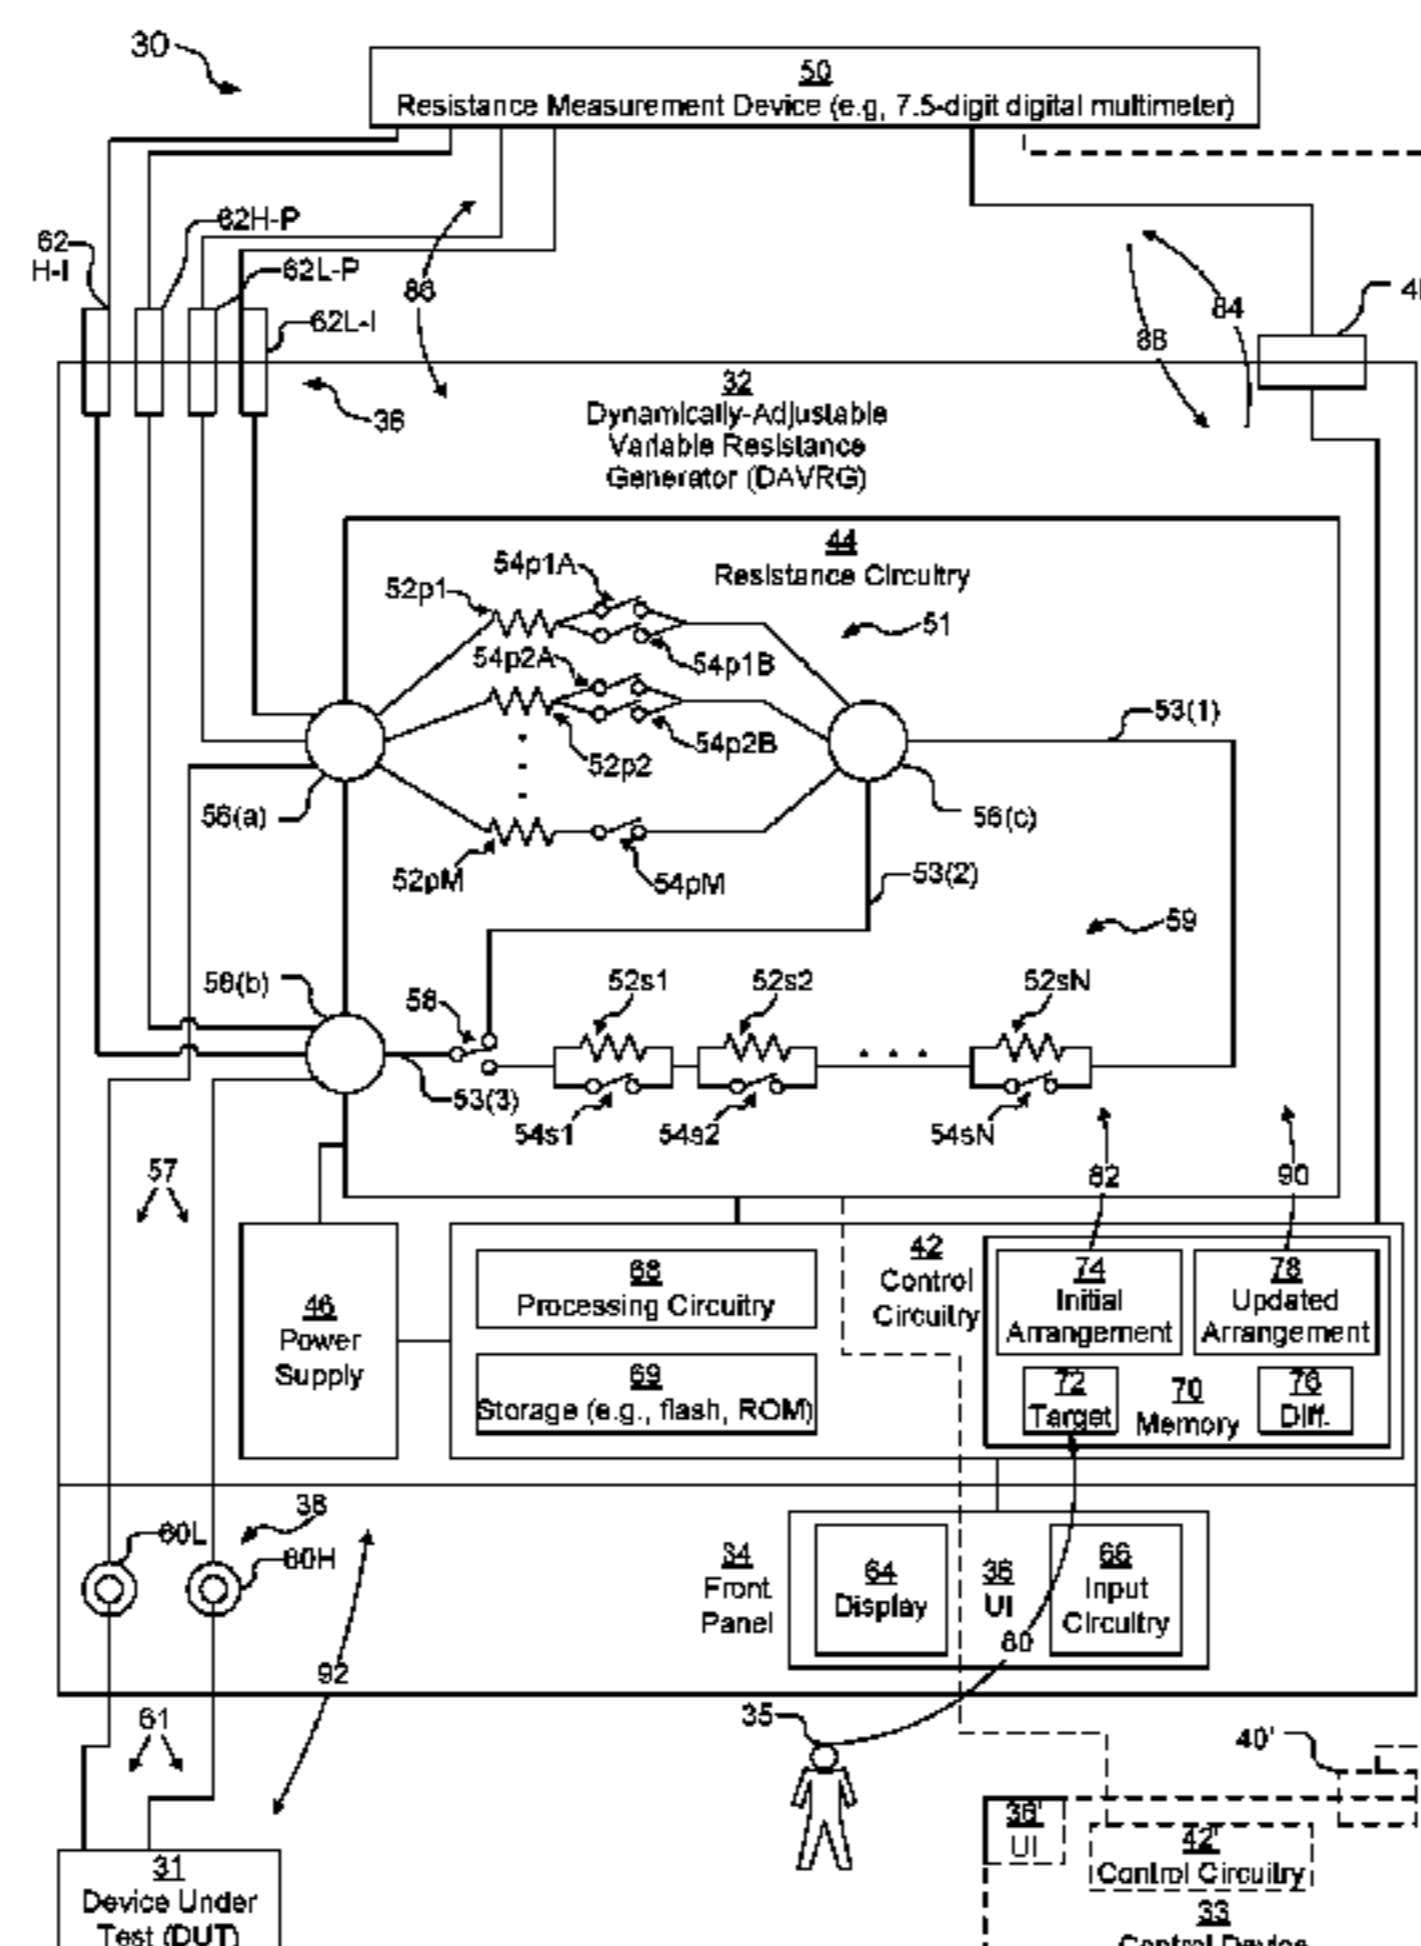 30
50
Resistance Measurement Device (e.g, 7.5-digit digital multimeter)
62H-P
62
H-I
62L-P
86
84
62L-I
88
32
Dynamically-Adjustable
Variable Resistance
Generator (DAVRG)
36
44
Resistance Circuitry
54p1A
52p1
51
54p2A
54p1B
53(1)
54p2B
52p2
56(a)
56(c)
52pM
54pM
53(2)
59
56(b)
58
52s1
52s2
52sN
. . .
53(3)
54s1
54s2
54sN
57
82
90
46
Power
Supply
68
Processing Circuitry
69
Storage (e.g., flash, ROM)
42
Control
Circuitry
74
Initial
Arrangement
78
Updated
Arrangement
72
Target
70
Memory
76
Diff.
38
60L
60H
34
Front
Panel
64
Display
36
UI
66
Input
Circuitry
80
92
61
35
40'
36'
UI
42'
Control Circuitry
33
Control Device
31
Device Under
Test (DUT)